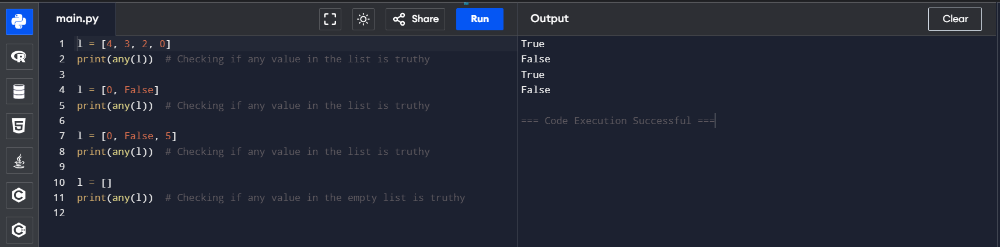 main.py
Share
Run
Output
Clear
1 l = [4, 3, 2, 0]
2 print(any(l))  # Checking if any value in the list is truthy
3
4 l = [0, False]
5 print(any(l))  # Checking if any value in the list is truthy
6
7 l = [0, False, 5]
8 print(any(l))  # Checking if any value in the list is truthy
9
10 l = []
11 print(any(l))  # Checking if any value in the empty list is truthy
12
True
False
True
False
=== Code Execution Successful ===